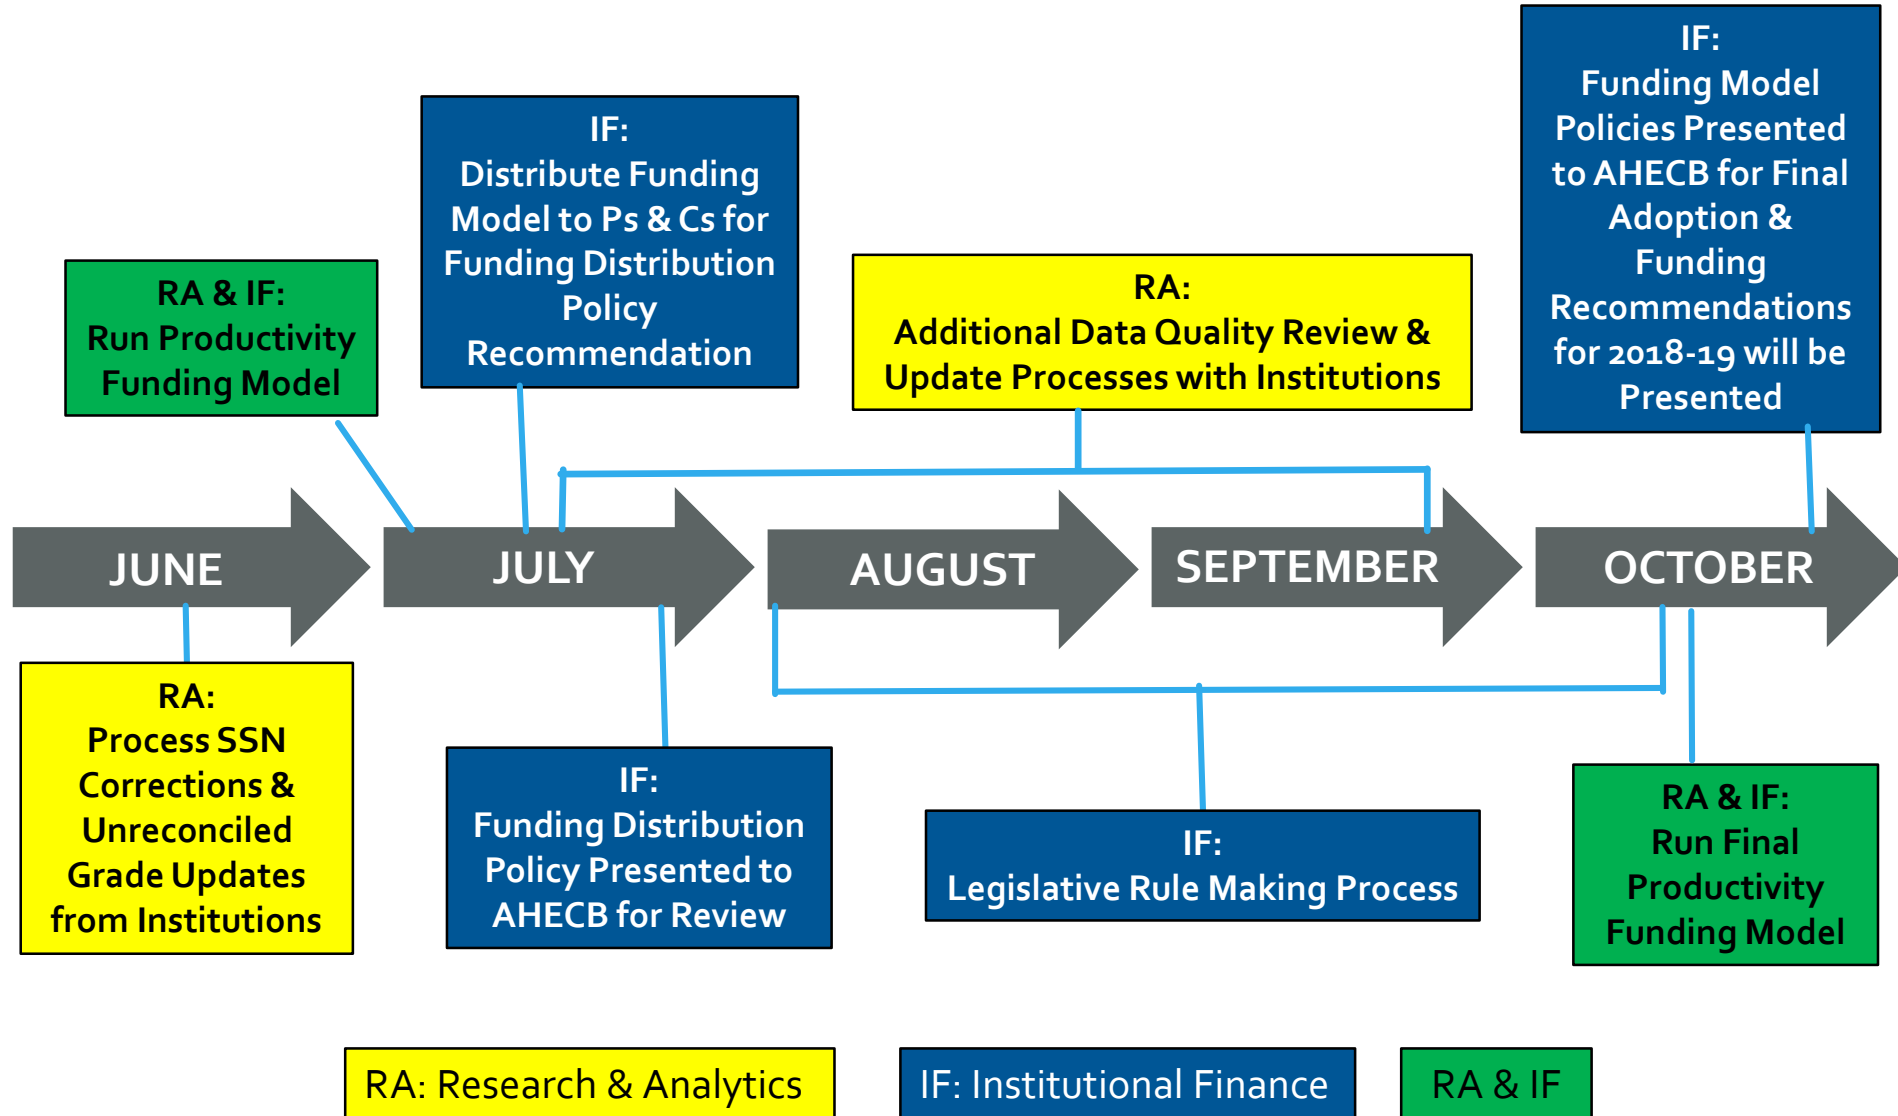 IF:
Funding Model
Policies Presented
to AHECB for Final
Adoption &
Funding
Recommendations
for 2018-19 will be
Presented
IF:
Distribute Funding
Model to Ps & Cs for
Funding Distribution
Policy
Recommendation
RA & IF:
Run Productivity
Funding Model
RA:
Additional Data Quality Review &
Update Processes with Institutions
JUNE
JULY
AUGUST
SEPTEMBER
OCTOBER
RA:
Process SSN
Corrections &
Unreconciled
Grade Updates
from Institutions
IF:
Funding Distribution
Policy Presented to
AHECB for Review
IF:
Legislative Rule Making Process
RA & IF:
Run Final
Productivity
Funding Model
RA: Research & Analytics
IF: Institutional Finance
RA & IF